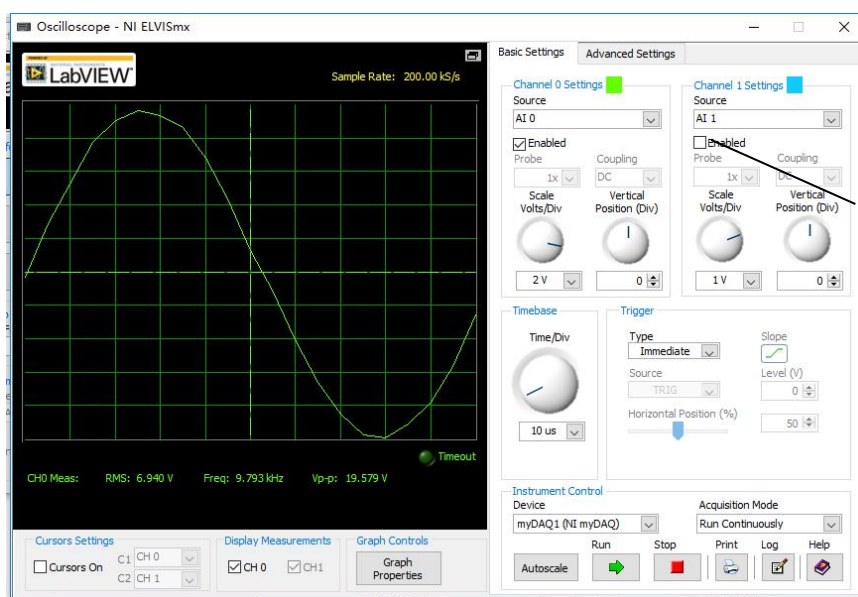 Oscilloscope - NI ELVISmx
LabVIEW
Sample Rate: 200.00 kS/s
Basic Settings
Advanced Settings
Channel 0 Settings
Source
AI 0
Enabled
Probe
Coupling
1x
DC
Scale
Volts/Div
Vertical
Position (Div)
2 V
0
Channel 1 Settings
Source
AI 1
Enabled
Probe
Coupling
1x
DC
Scale
Volts/Div
Vertical
Position (Div)
1 V
0
Timebase
Time/Div
10 us
Trigger
Type
Immediate
Slope
Source
TRIG
Level (V)
0
Horizontal Position (%)
50
Timeout
CH0 Meas: RMS: 6.940 V Freq: 9.793 kHz Vp-p: 19.579 V
Cursors Settings
Cursors On
C1 CH 0
C2 CH 1
Display Measurements
CH 0
CH1
Graph Controls
Graph
Properties
Instrument Control
Device
myDAQ1 (NI myDAQ)
Acquisition Mode
Run Continuously
Run
Stop
Print
Log
Help
Autoscale